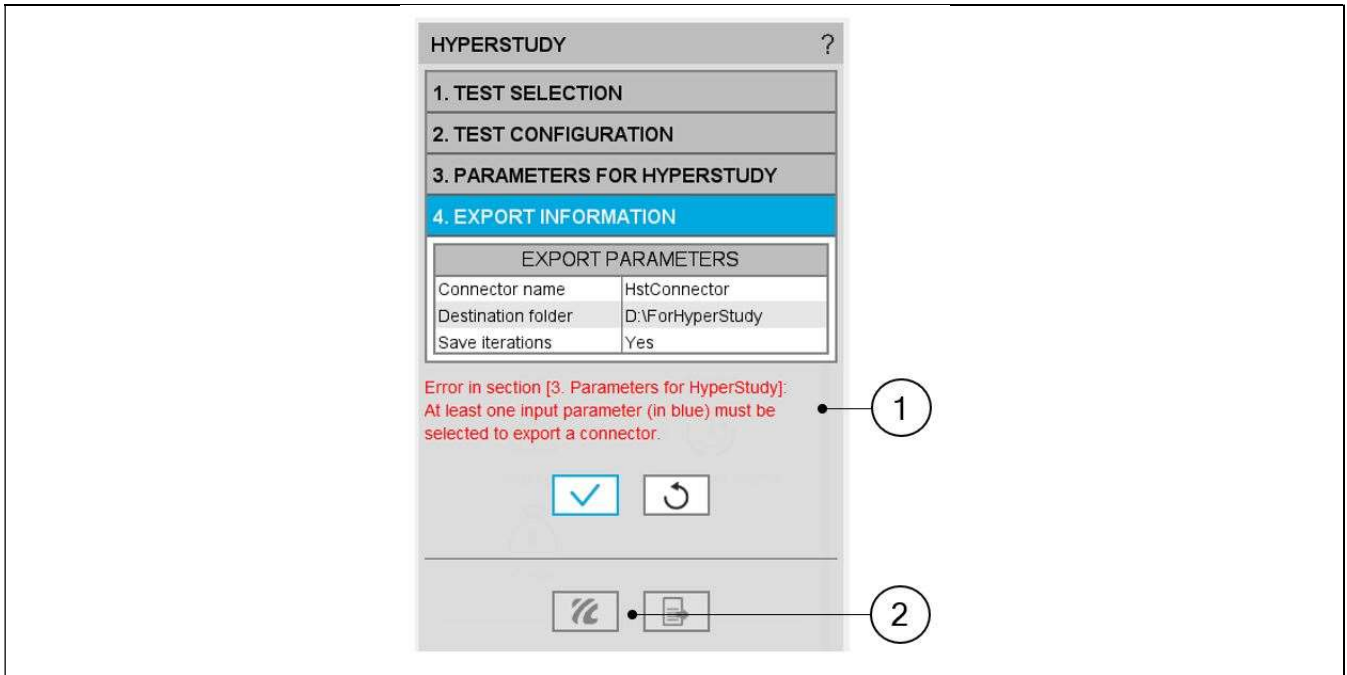 HYPERSTUDY ?
1. TEST SELECTION
2. TEST CONFIGURATION
3. PARAMETERS FOR HYPERSTUDY
4. EXPORT INFORMATION
EXPORT PARAMETERS
Connector name HstConnector
Destination folder D:\ForHyperStudy
Save iterations Yes
Error in section [3. Parameters for HyperStudy]:
At least one input parameter (in blue) must be
selected to export a connector.
1
2